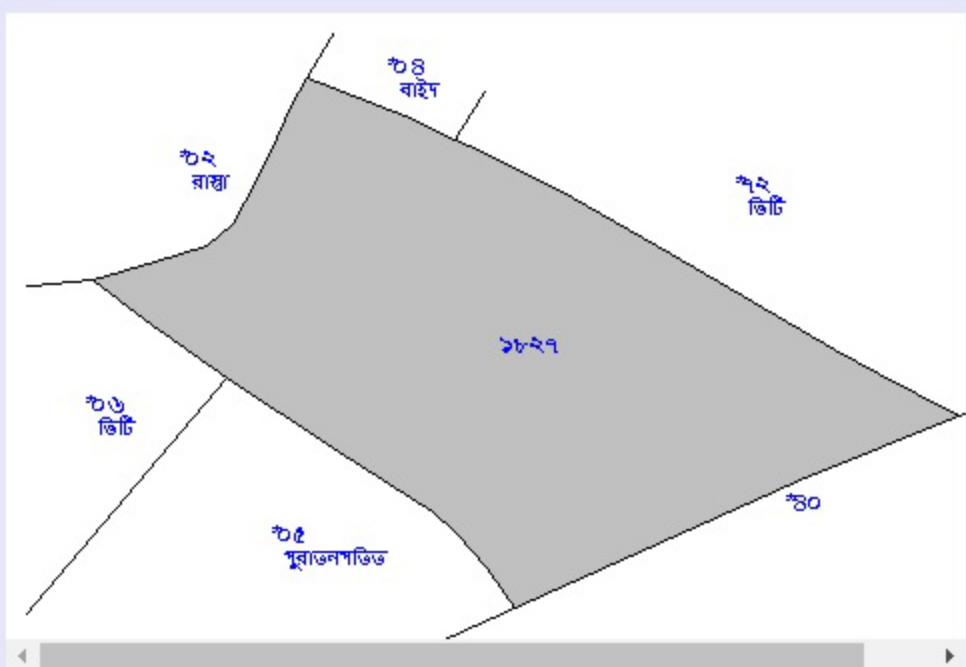 *৩৪
বাইদ
*৩২
রাস্থা
*৭২
ভিটি
১৮২৭
*৩৬
ভিটি
*৪০
*৩৫
পুরাতনপতিত